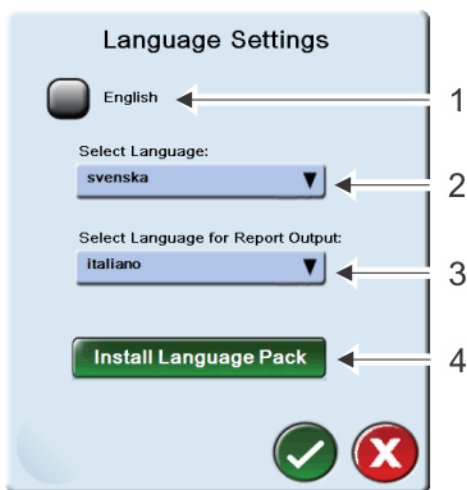 Language Settings
English
1
Select Language:
svenska
2
Select Language for Report Output:
italiano
3
Install Language Pack
4